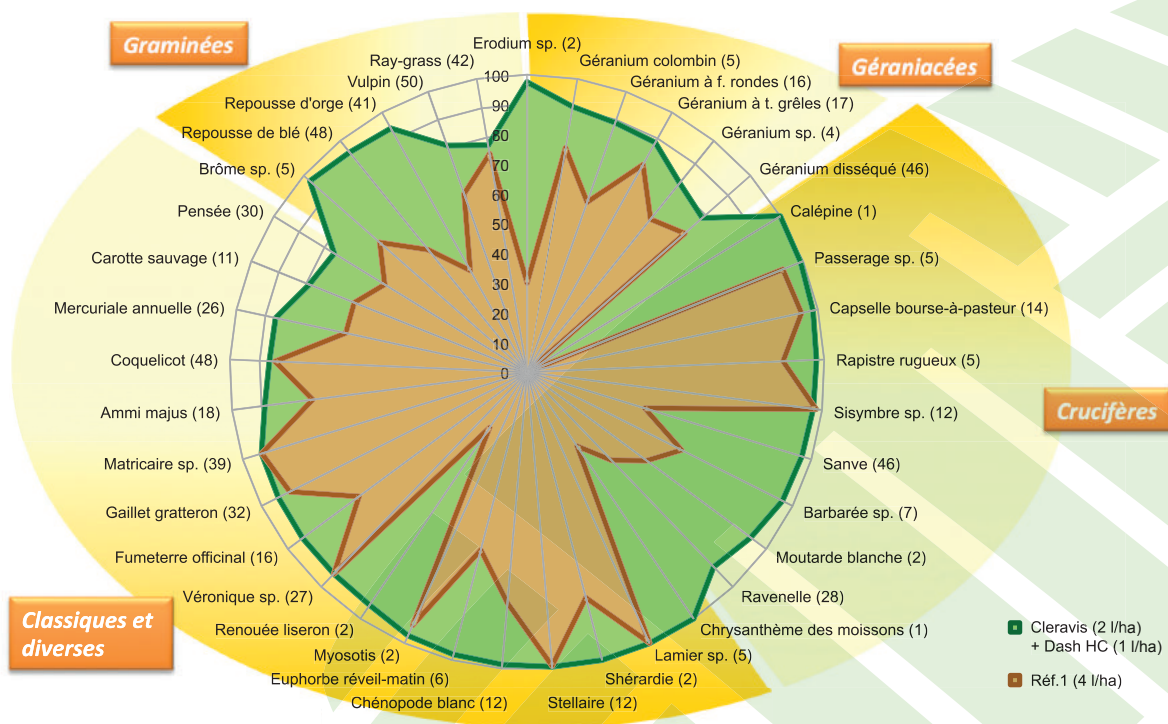 Graminées
Géraniacées
Crucifères
Classiques et
diverses
Erodium sp. (2)
Géranium colombin (5)
Géranium à f. rondes (16)
Géranium à t. grêles (17)
Géranium sp. (4)
Géranium disséqué (46)
Calépine (1)
Passerage sp. (5)
Capselle bourse-à-pasteur (14)
Rapistre rugueux (5)
Sisymbre sp. (12)
Sanve (46)
Barbarée sp. (7)
Moutarde blanche (2)
Ravenelle (28)
Chrysanthème des moissons (1)
Lamier sp. (5)
Shérardie (2)
Stellaire (12)
Chénopode blanc (12)
Euphorbe réveil-matin (6)
Myosotis (2)
Renouée liseron (2)
Véronique sp. (27)
Fumeterre officinal (16)
Gaillet gratteron (32)
Matricaire sp. (39)
Ammi majus (18)
Coquelicot (48)
Mercuriale annuelle (26)
Carotte sauvage (11)
Pensée (30)
Brôme sp. (5)
Repousse de blé (48)
Repousse d'orge (41)
Vulpin (50)
Ray-grass (42)
100
90
80
70
60
50
40
30
20
10
0
Cleravis (2 l/ha)
+ Dash HC (1 l/ha)
Réf.1 (4 l/ha)